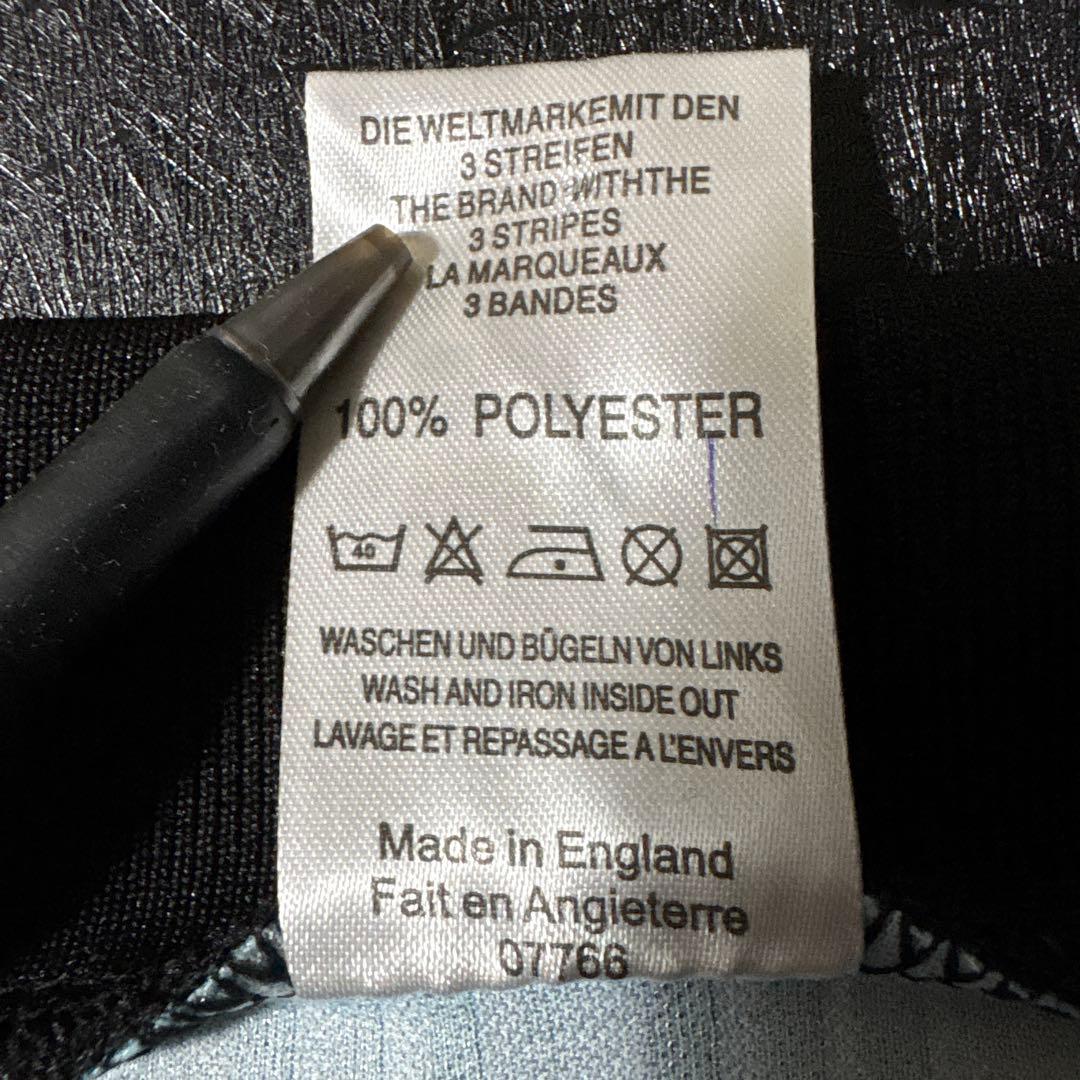 DIE WELTMARKEMIT DEN
3 STREIFEN
THE BRAND WITHTHE
3 STRIPES
LA MARQUEAUX
3 BANDES
100% POLYESTER
40
WASCHEN UND BÜGELN VON LINKS
WASH AND IRON INSIDE OUT
LAVAGE ET REPASSAGE A L'ENVERS
Made in England
Fait en Angieterre
07766